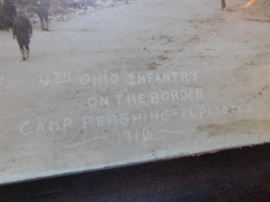 4TH OHIO INFANTRY
ON THE BORDER
CAMP PERSHING - EL PASO TEX
1916